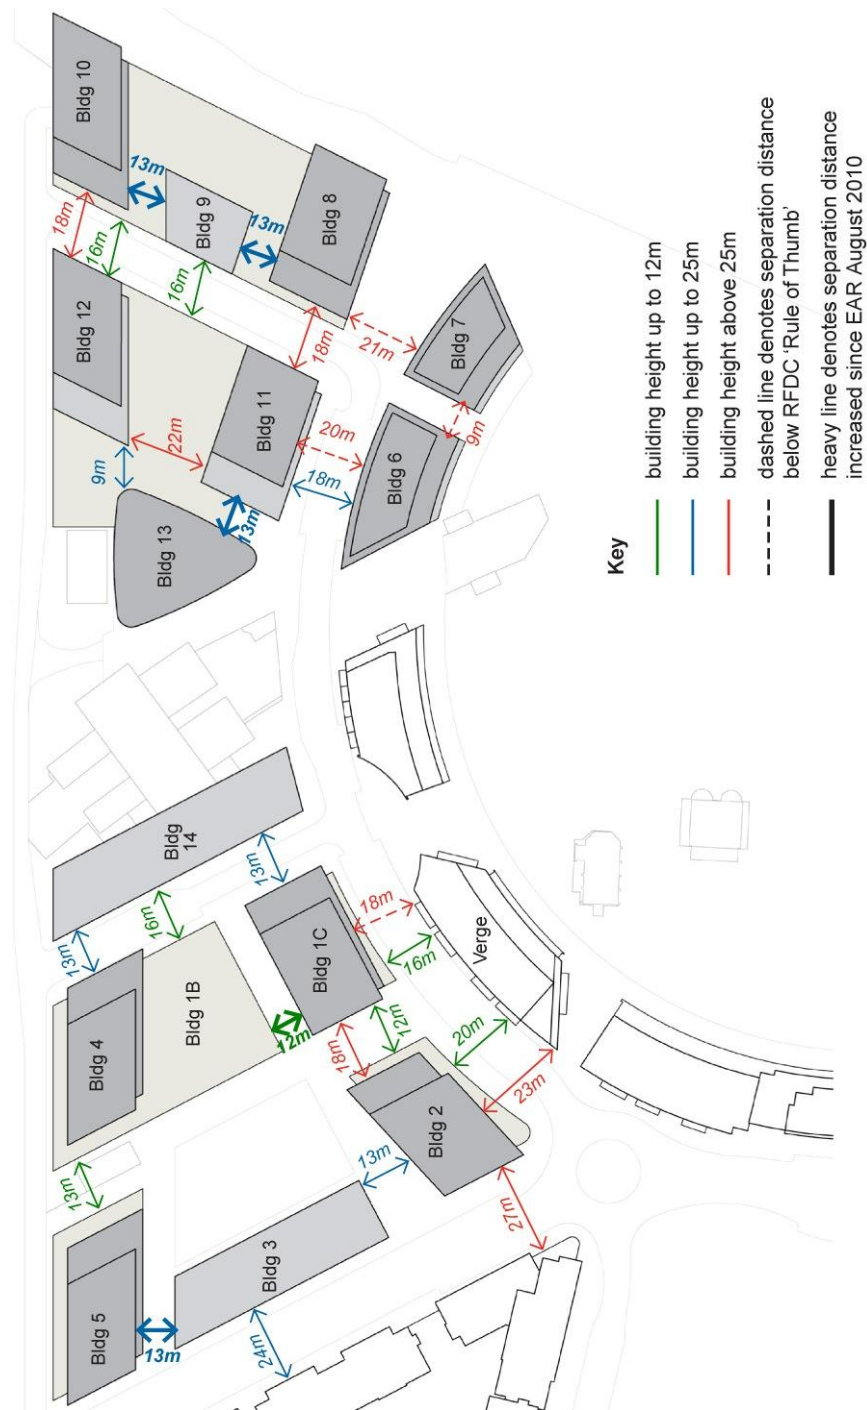 Bldg 10
13m
18m
16m
Bldg 9
13m
Bldg 8
16m
Bldg 12
18m
21m
Bldg 7
Bldg 11
22m
9m
20m
9m
18m
Bldg 6
13m
Bldg 13
Bldg
14
13m
16m
13m
18m
Bldg 1C
16m
Verge
Bldg 1B
12m
12m
Bldg 4
18m
20m
23m
Bldg 2
13m
13m
27m
Bldg 3
Bldg 5
13m
24m
Key
building height up to 12m
building height up to 25m
building height above 25m
dashed line denotes separation distance
below RFDC ‘Rule of Thumb’
heavy line denotes separation distance
increased since EAR August 2010